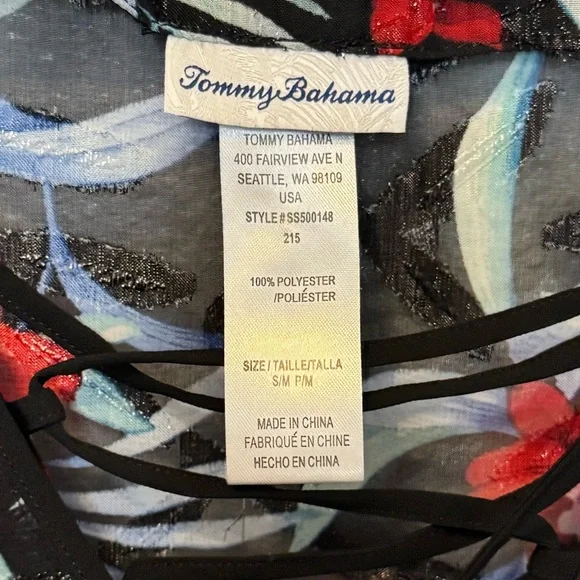 Tommy Bahama
TOMMY BAHAMA
400 FAIRVIEW AVE N
SEATTLE, WA 98109
USA
STYLE # SS500148
215
100% POLYESTER
/POLIÉSTER
SIZE / TAILLE/TALLA
S/M P/M
MADE IN CHINA
FABRIQUÉ EN CHINE
HECHO EN CHINA